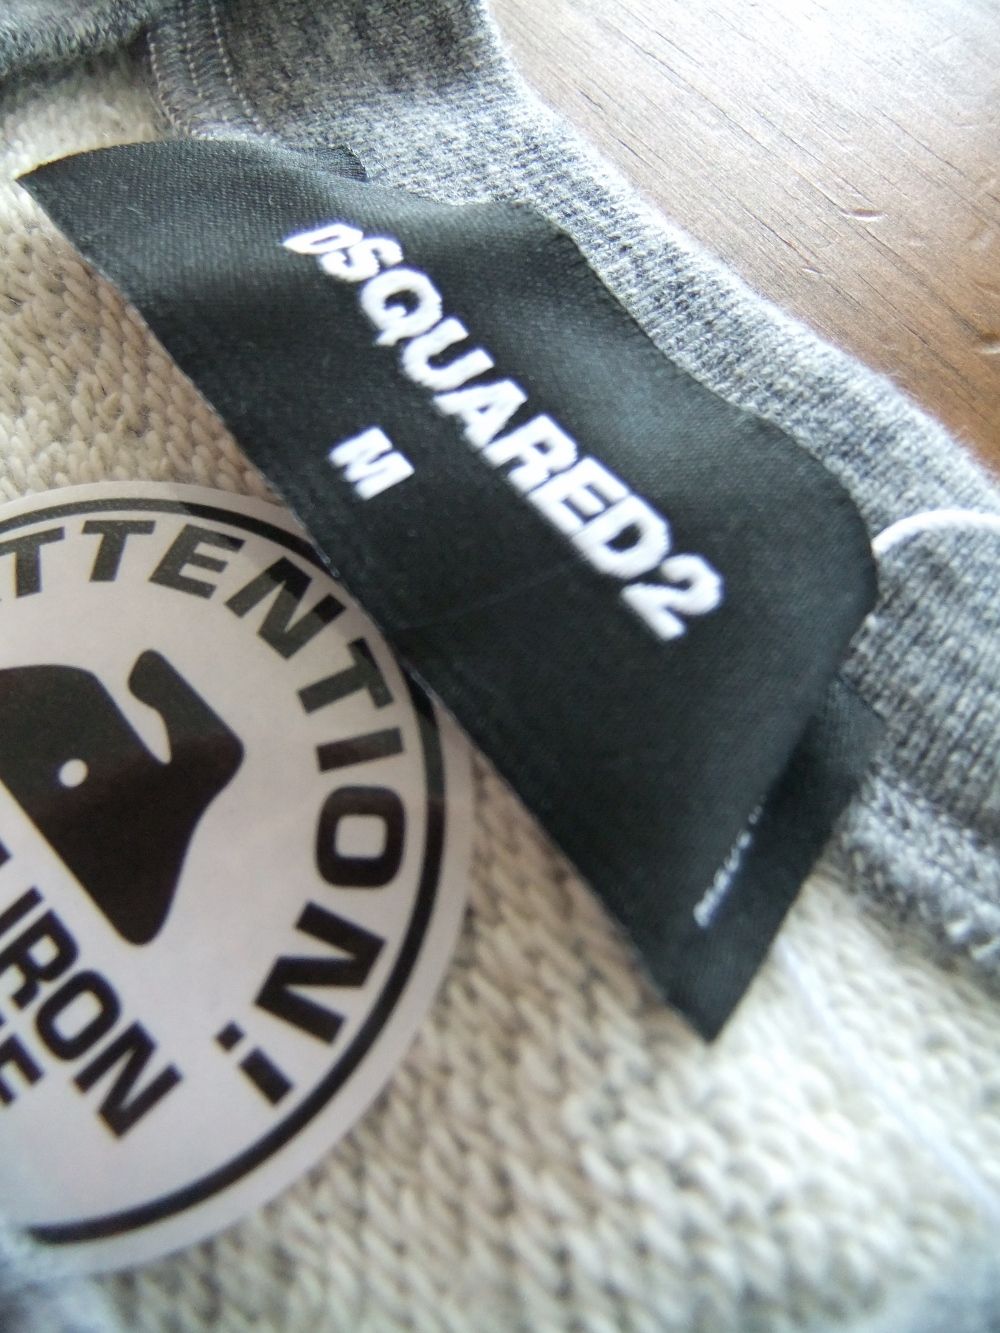 DSQUARED2
M
ATTENTION!
IRON